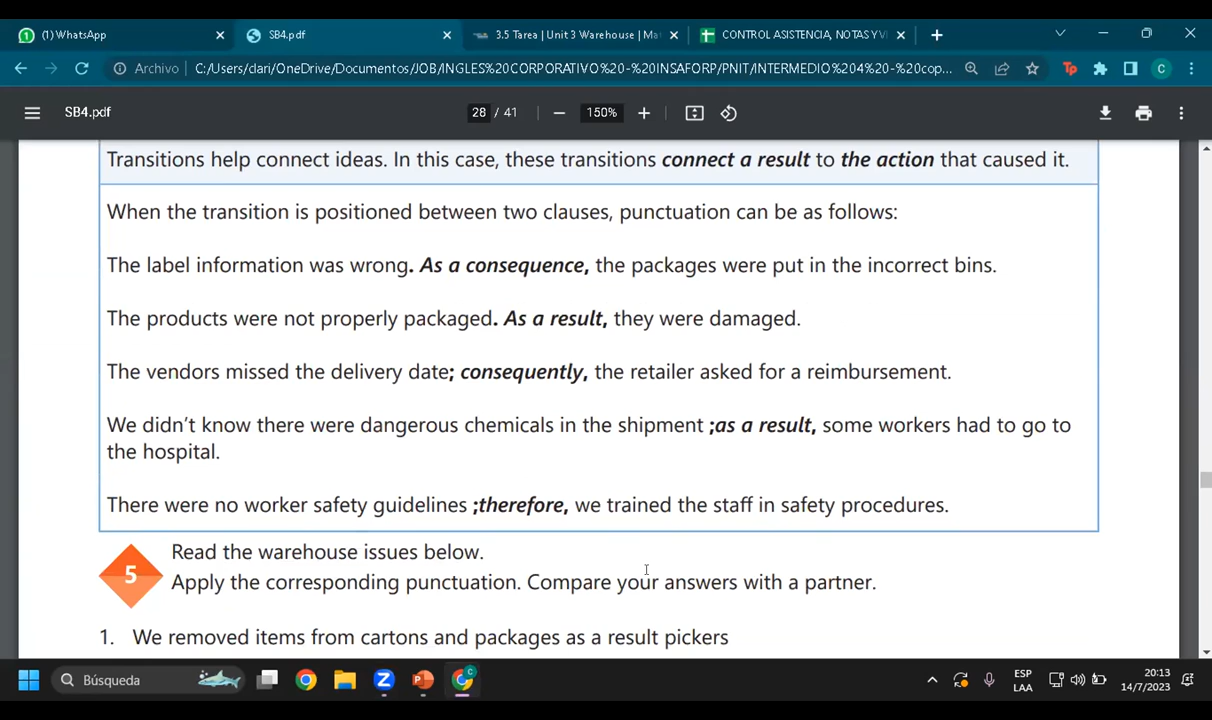 (1) WhatsApp
SB4.pdf
3.5 Tarea | Unit 3 Warehouse | Ma
CONTROL ASISTENCIA, NOTAS Y V
Archivo | C:/Users/clari/OneDrive/Documentos/JOB/INGLES%20CORPORATIVO%20-%20INSAFORP/PNIT/INTERMEDIO%204%20-%20cop...
SB4.pdf
28 / 41
150%
Transitions help connect ideas. In this case, these transitions connect a result to the action that caused it.
When the transition is positioned between two clauses, punctuation can be as follows:
The label information was wrong. As a consequence, the packages were put in the incorrect bins.
The products were not properly packaged. As a result, they were damaged.
The vendors missed the delivery date; consequently, the retailer asked for a reimbursement.
We didn't know there were dangerous chemicals in the shipment ;as a result, some workers had to go to
the hospital.
There were no worker safety guidelines ;therefore, we trained the staff in safety procedures.
5
Read the warehouse issues below.
Apply the corresponding punctuation. Compare your answers with a partner.
1. We removed items from cartons and packages as a result pickers
Búsqueda
ESP
LAA
20:13
14/7/2023